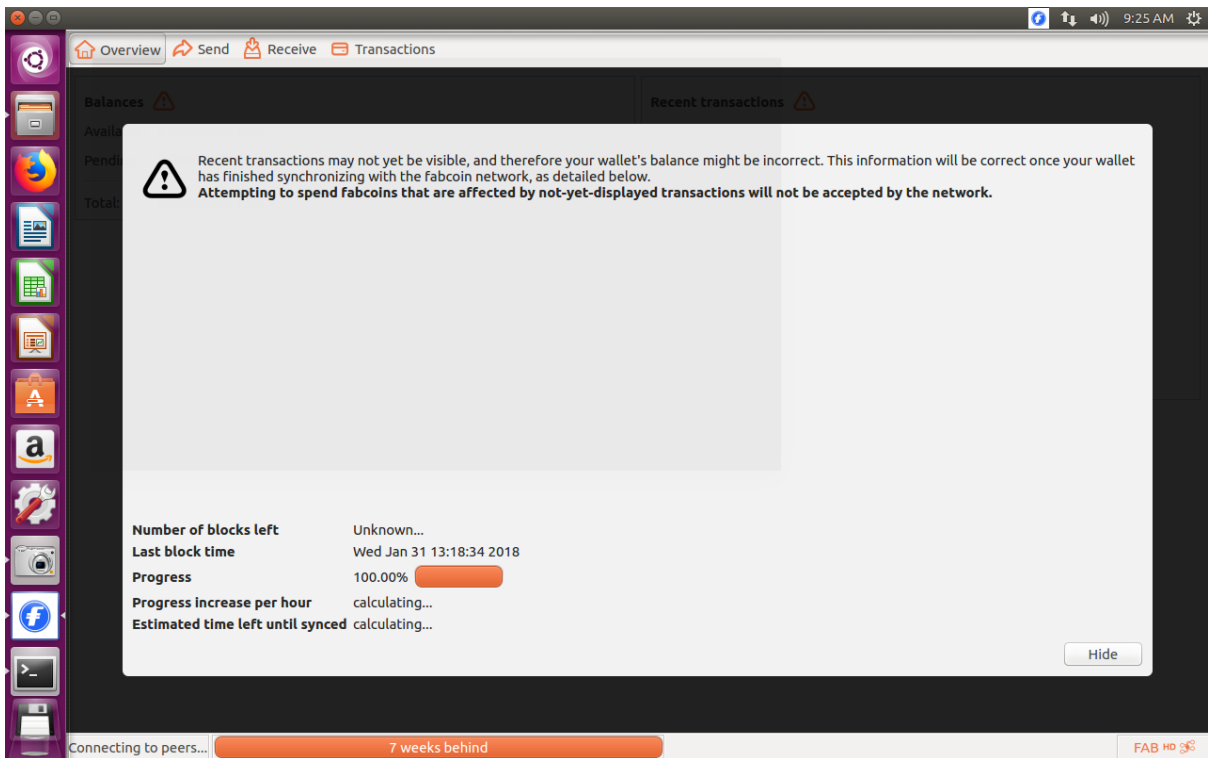 9:25 AM
Overview Send Receive Transactions
Balances Recent transactions
Availa
Pendi
Total:
Recent transactions may not yet be visible, and therefore your wallet's balance might be incorrect. This information will be correct once your wallet
has finished synchronizing with the fabcoin network, as detailed below.
Attempting to spend fabcoins that are affected by not-yet-displayed transactions will not be accepted by the network.
Number of blocks left Unknown...
Last block time Wed Jan 31 13:18:34 2018
Progress 100.00%
Progress increase per hour calculating...
Estimated time left until synced calculating...
Hide
Connecting to peers... 7 weeks behind FAB HD